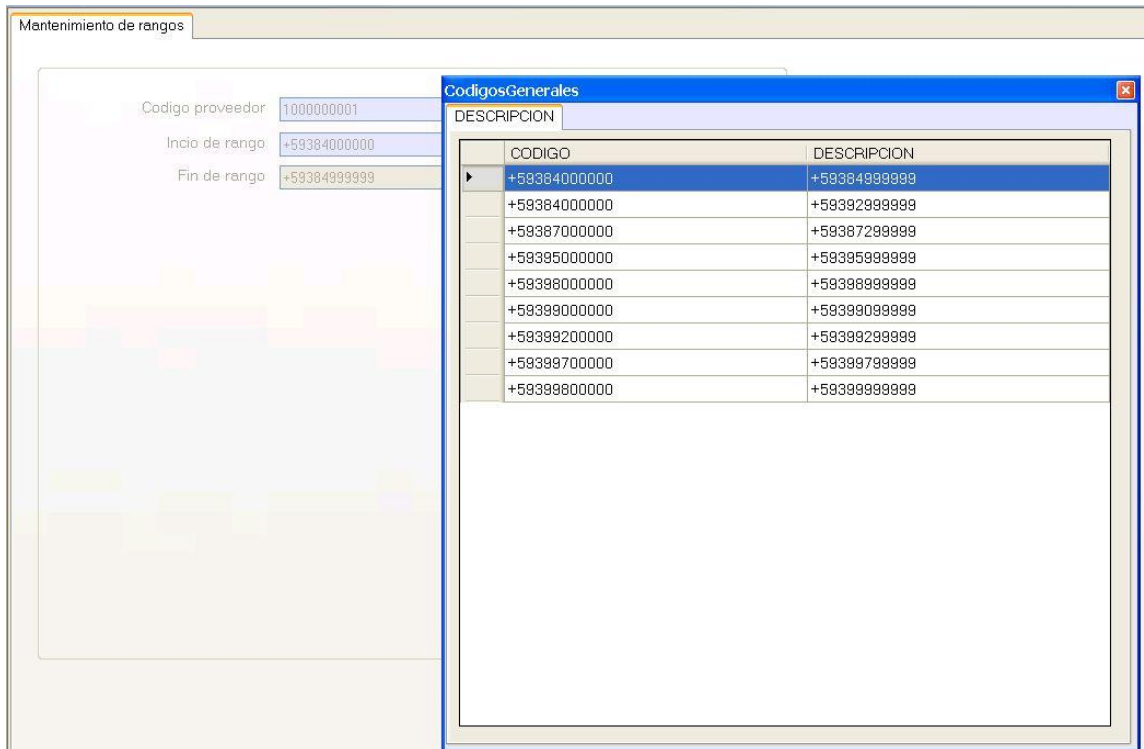 Mantenimiento de rangos
Codigo proveedor 1000000001
Incio de rango +59384000000
Fin de rango +59384999999
CodigosGenerales
DESCRIPCION
CODIGO DESCRIPCION
+59384000000 +59384999999
+59384000000 +59392999999
+59387000000 +59387299999
+59395000000 +59395999999
+59398000000 +59398999999
+59399000000 +59399099999
+59399200000 +59399299999
+59399700000 +59399799999
+59399800000 +59399999999